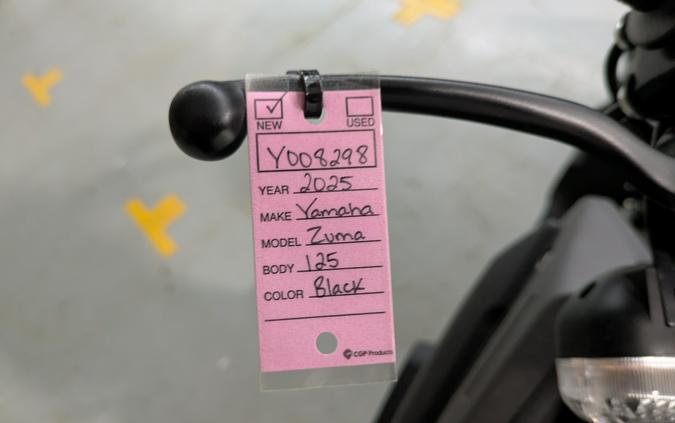 NEW USED
Y008298
YEAR 2025
MAKE Yamaha
MODEL Zuma
BODY 125
COLOR Black
CGP Products